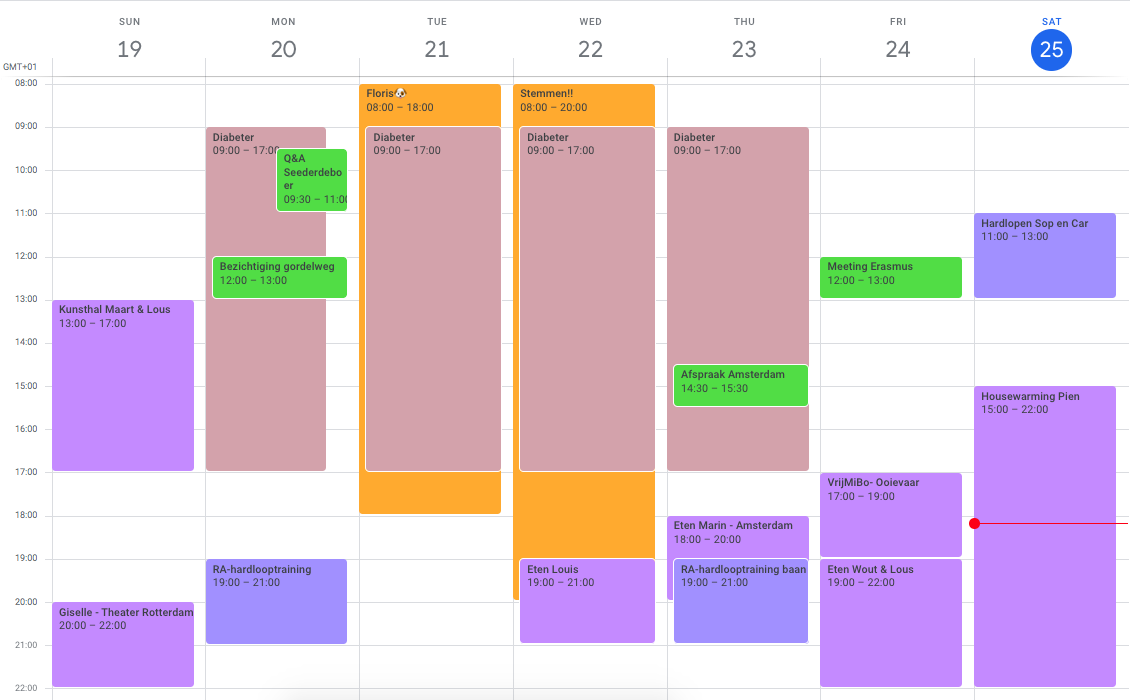 SUN
19
MON
20
TUE
21
WED
22
THU
23
FRI
24
SAT
25
GMT+01
08:00
09:00
10:00
11:00
12:00
13:00
14:00
15:00
16:00
17:00
18:00
19:00
20:00
21:00
22:00
Kunsthal Maart & Lous
13:00 – 17:00
Giselle - Theater Rotterdam
20:00 – 22:00
Diabeter
09:00 – 17:00
Q&A
Seederdebo
er
09:30 – 11:00
Bezichtiging gordelweg
12:00 – 13:00
RA-hardlooptraining
19:00 – 21:00
Floris🐶
08:00 – 18:00
Diabeter
09:00 – 17:00
Stemmen!!
08:00 – 20:00
Diabeter
09:00 – 17:00
Eten Louis
19:00 – 21:00
Diabeter
09:00 – 17:00
Afspraak Amsterdam
14:30 – 15:30
Eten Marin - Amsterdam
18:00 – 20:00
RA-hardlooptraining baan
19:00 – 21:00
Meeting Erasmus
12:00 – 13:00
VrijMiBo- Ooievaar
17:00 – 19:00
Eten Wout & Lous
19:00 – 22:00
Hardlopen Sop en Car
11:00 – 13:00
Housewarming Pien
15:00 – 22:00